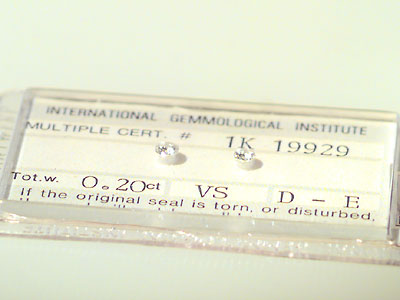 INTERNATIONAL GEMMOLOGICAL INSTITUTE
MULTIPLE CERT. # 1K 19929
Tot.w. 0.20ct VS D - E
If the original seal is torn, or disturbed,